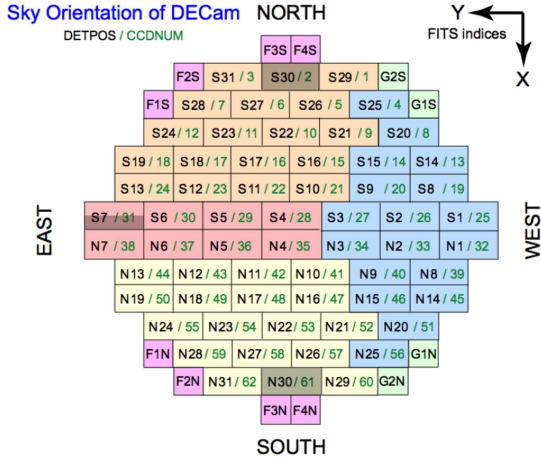 Sky Orientation of DECam
NORTH
Y
DETPOS / CCDNUM
FITS indices
X
F3S F4S
F2S S31 / 3 S30 / 2 S29 / 1 G2S
F1S S28 / 7 S27 / 6 S26 / 5 S25 / 4 G1S
S24 / 12 S23 / 11 S22 / 10 S21 / 9 S20 / 8
S19 / 18 S18 / 17 S17 / 16 S16 / 15 S15 / 14 S14 / 13
S13 / 24 S12 / 23 S11 / 22 S10 / 21 S9 / 20 S8 / 19
S7 / 31 S6 / 30 S5 / 29 S4 / 28 S3 / 27 S2 / 26 S1 / 25
EAST
WEST
N7 / 38 N6 / 37 N5 / 36 N4 / 35 N3 / 34 N2 / 33 N1 / 32
N13 / 44 N12 / 43 N11 / 42 N10 / 41 N9 / 40 N8 / 39
N19 / 50 N18 / 49 N17 / 48 N16 / 47 N15 / 46 N14 / 45
N24 / 55 N23 / 54 N22 / 53 N21 / 52 N20 / 51
F1N N28 / 59 N27 / 58 N26 / 57 N25 / 56 G1N
F2N N31 / 62 N30 / 61 N29 / 60 G2N
F3N F4N
SOUTH